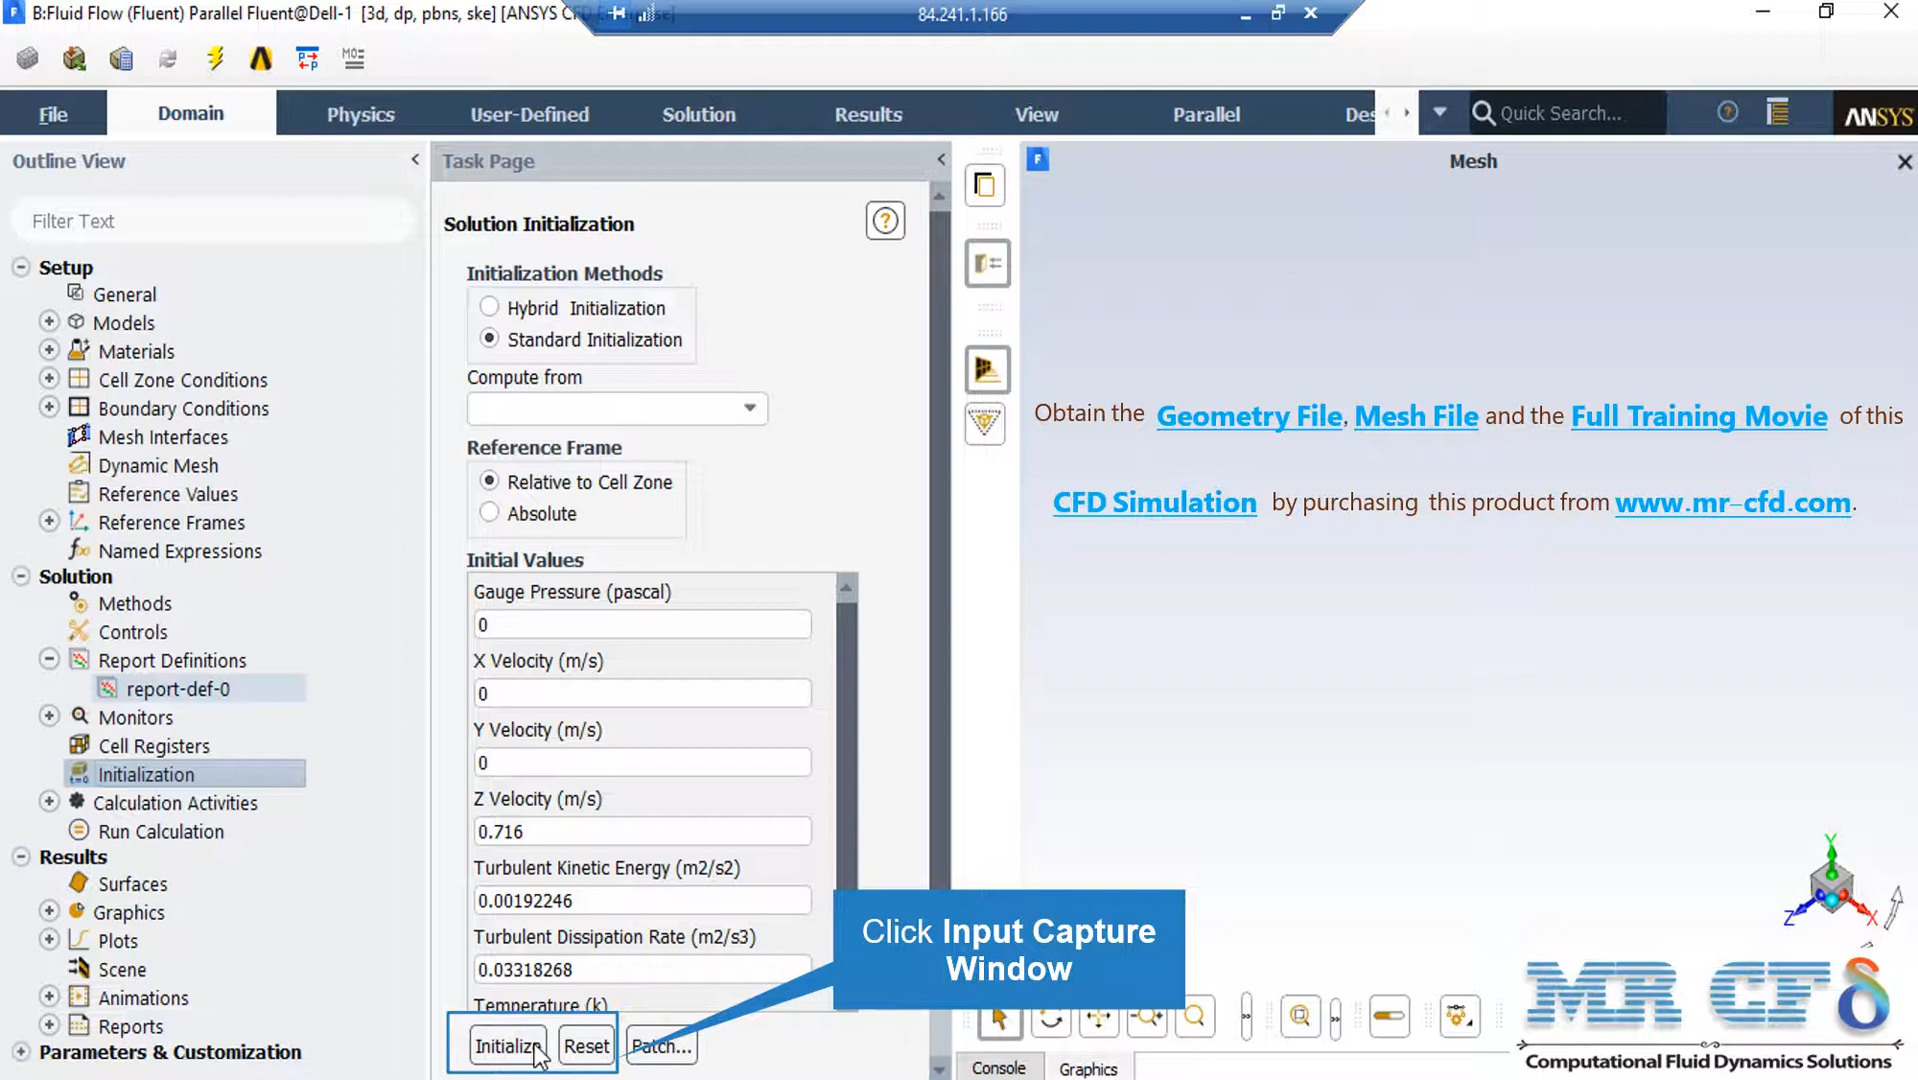 B:Fluid Flow (Fluent) Parallel Fluent@Dell-1 [3d, dp, pbns, ske] [ANSYS CFD
84.241.1.166
File Domain Physics User-Defined Solution Results View Parallel Des Quick Search... ANSYS
Outline View
Filter Text
Setup
General
Models
Materials
Cell Zone Conditions
Boundary Conditions
Mesh Interfaces
Dynamic Mesh
Reference Values
Reference Frames
Named Expressions
Solution
Methods
Controls
Report Definitions
report-def-0
Monitors
Cell Registers
Initialization
Calculation Activities
Run Calculation
Results
Surfaces
Graphics
Plots
Scene
Animations
Reports
Parameters & Customization
Task Page
Solution Initialization
Initialization Methods
Hybrid Initialization
Standard Initialization
Compute from
Reference Frame
Relative to Cell Zone
Absolute
Initial Values
Gauge Pressure (pascal)
0
X Velocity (m/s)
0
Y Velocity (m/s)
0
Z Velocity (m/s)
0.716
Turbulent Kinetic Energy (m2/s2)
0.00192246
Turbulent Dissipation Rate (m2/s3)
0.03318268
Temperature (k)
Initialize Reset Patch...
Click Input Capture
Window
Mesh
Obtain the Geometry File, Mesh File and the Full Training Movie of this
CFD Simulation by purchasing this product from www.mr-cfd.com.
Y
Z
X
MR CFD
Computational Fluid Dynamics Solutions
Console Graphics